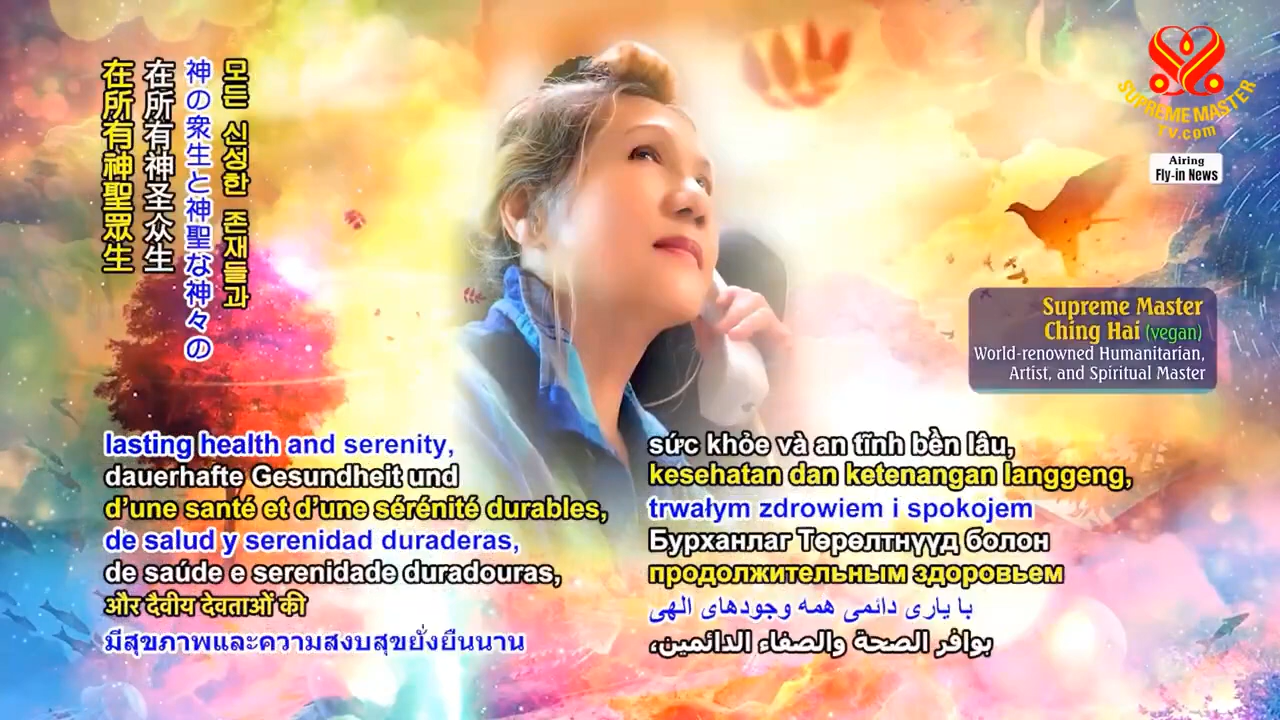 在所有神聖眾生
在所有神圣众生
神の衆生と神聖な神々の
모든 신성한 존재들과
SUPREME MASTER
TV.com
Airing
Fly-in News
Supreme Master
Ching Hai (vegan)
World-renowned Humanitarian,
Artist, and Spiritual Master
lasting health and serenity,
dauerhafte Gesundheit und
d’une santé et d’une sérénité durables,
de salud y serenidad duraderas,
de saúde e serenidade duradouras,
और दैवीय देवताओं की
มีสุขภาพและความสงบสุขยั่งยืนนาน
sức khỏe và an tĩnh bền lâu,
kesehatan dan ketenangan langgeng,
trwałym zdrowiem i spokojem
Бурханлаг Төрөлтнүүд болон
продолжительным здоровьем
با یاری دائمی همه وجودهای الهی
بوافر الصحة والصفاء الدائمين،